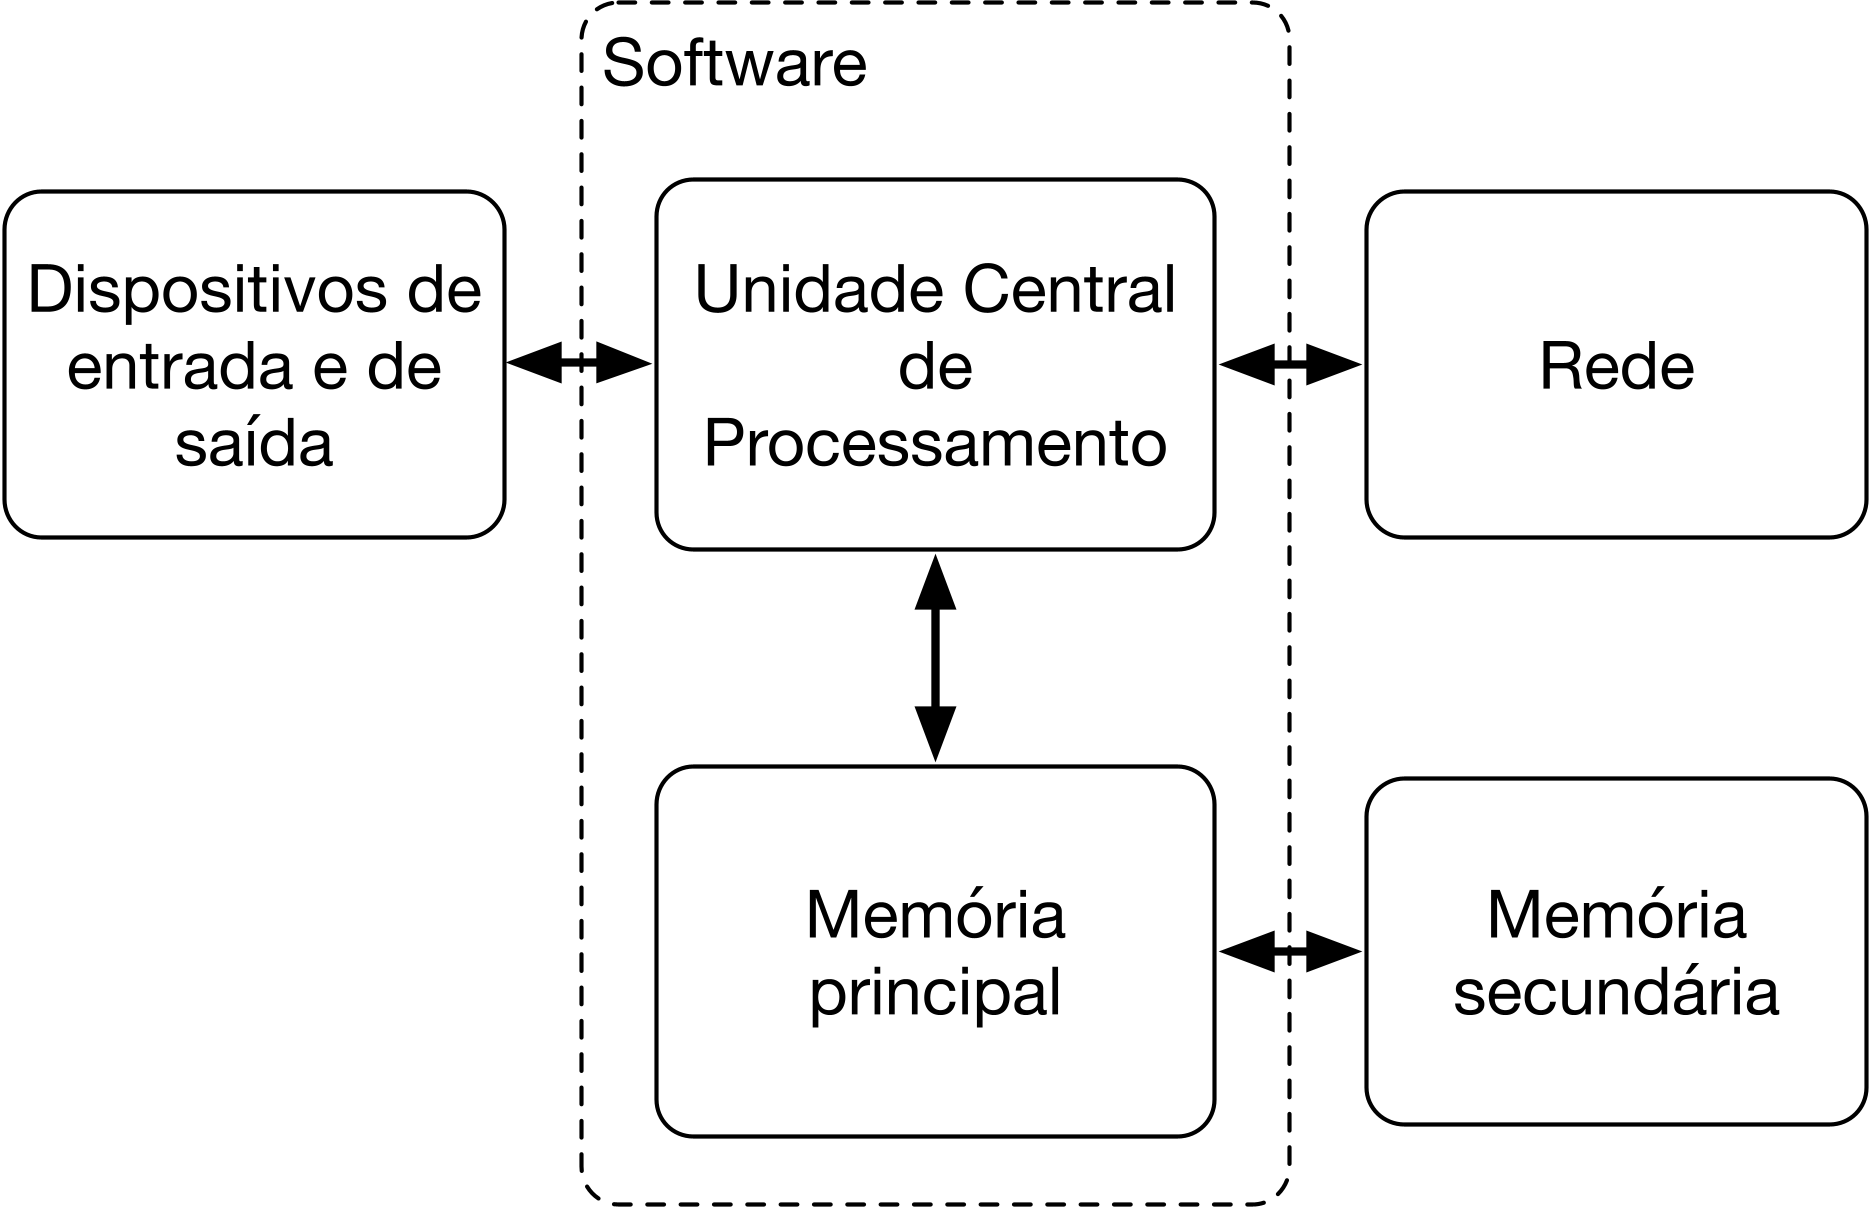 Software
Dispositivos de
entrada e de
saída
Unidade Central
de
Processamento
Rede
Memória
principal
Memória
secundária